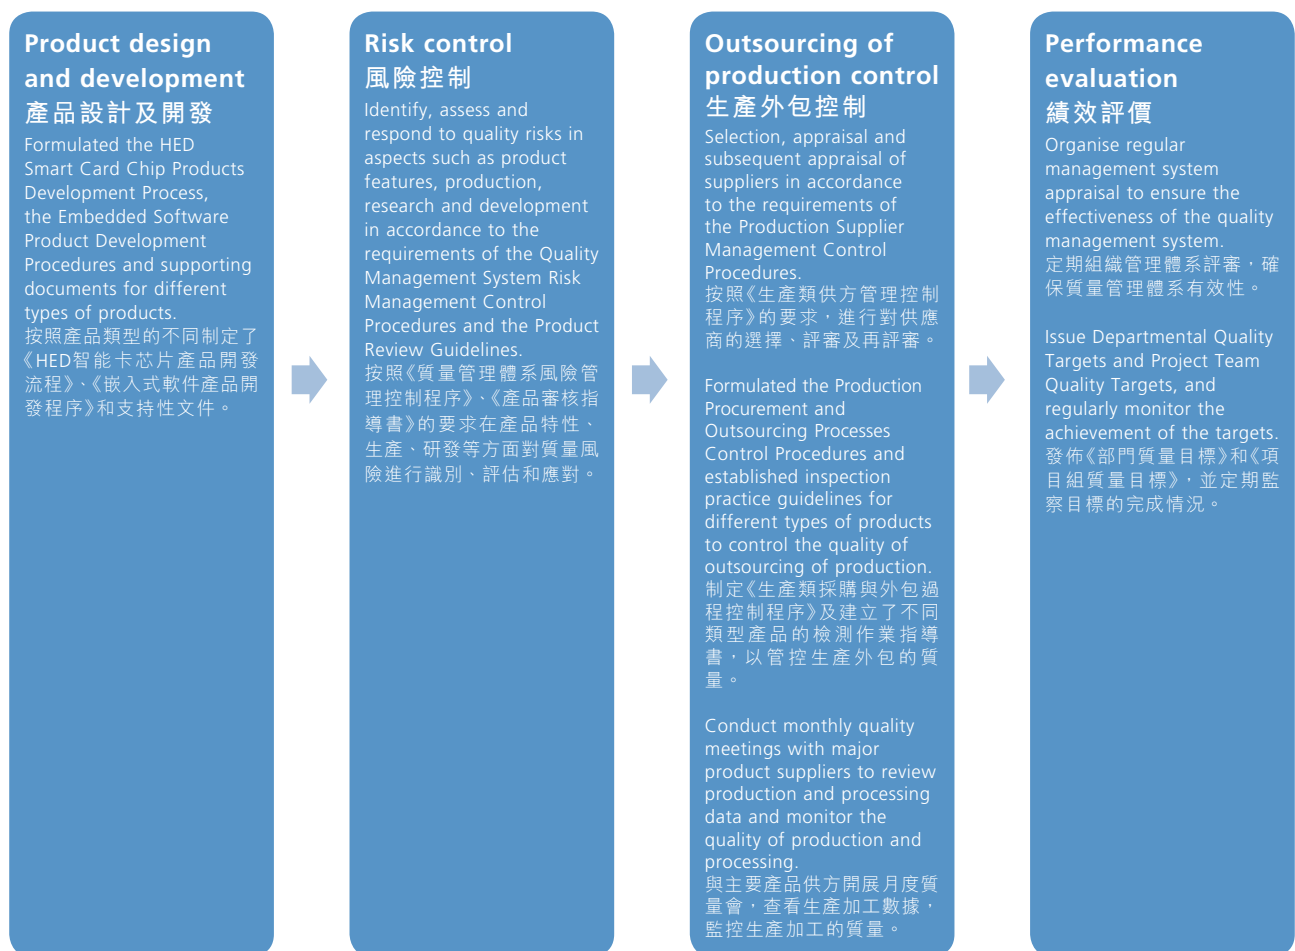 Product design
and development
產品設計及開發
Formulated the HED
Smart Card Chip Products
Development Process,
the Embedded Software
Product Development
Procedures and supporting
documents for different
types of products.
按照產品類型的不同制定了
《HED智能卡芯片產品開發
流程》、《嵌入式軟件產品開
發程序》和支持性文件。
Risk control
風險控制
Identify, assess and
respond to quality risks in
aspects such as product
features, production,
research and development
in accordance to the
requirements of the Quality
Management System Risk
Management Control
Procedures and the Product
Review Guidelines.
按照《質量管理體系風險管
理控制程序》、《產品審核指
導書》的要求在產品特性、
生產、研發等方面對質量風
險進行識別、評估和應對。
Outsourcing of
production control
生產外包控制
Selection, appraisal and
subsequent appraisal of
suppliers in accordance
to the requirements of
the Production Supplier
Management Control
Procedures.
按照《生產類供方管理控制
程序》的要求，進行對供應
商的選擇、評審及再評審。
Formulated the Production
Procurement and
Outsourcing Processes
Control Procedures and
established inspection
practice guidelines for
different types of products
to control the quality of
outsourcing of production.
制定《生產類採購與外包過
程控制程序》及建立了不同
類型產品的檢測作業指導
書，以管控生產外包的質
量。
Conduct monthly quality
meetings with major
product suppliers to review
production and processing
data and monitor the
quality of production and
processing.
與主要產品供方開展月度質
量會，查看生產加工數據，
監控生產加工的質量。
Performance
evaluation
績效評價
Organise regular
management system
appraisal to ensure the
effectiveness of the quality
management system.
定期組織管理體系評審，確
保質量管理體系有效性。
Issue Departmental Quality
Targets and Project Team
Quality Targets, and
regularly monitor the
achievement of the targets.
發佈《部門質量目標》和《項
目組質量目標》，並定期監
察目標的完成情況。